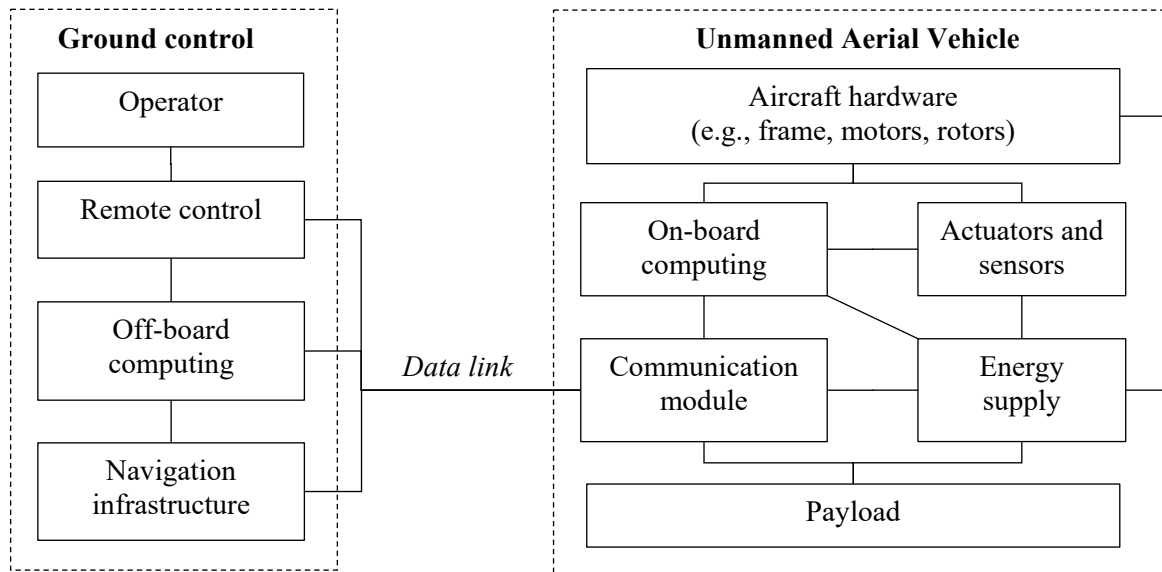 Ground control
Operator
Remote control
Off-board
computing
Navigation
infrastructure
Data link
Unmanned Aerial Vehicle
Aircraft hardware
(e.g., frame, motors, rotors)
On-board
computing
Actuators and
sensors
Communication
module
Energy
supply
Payload